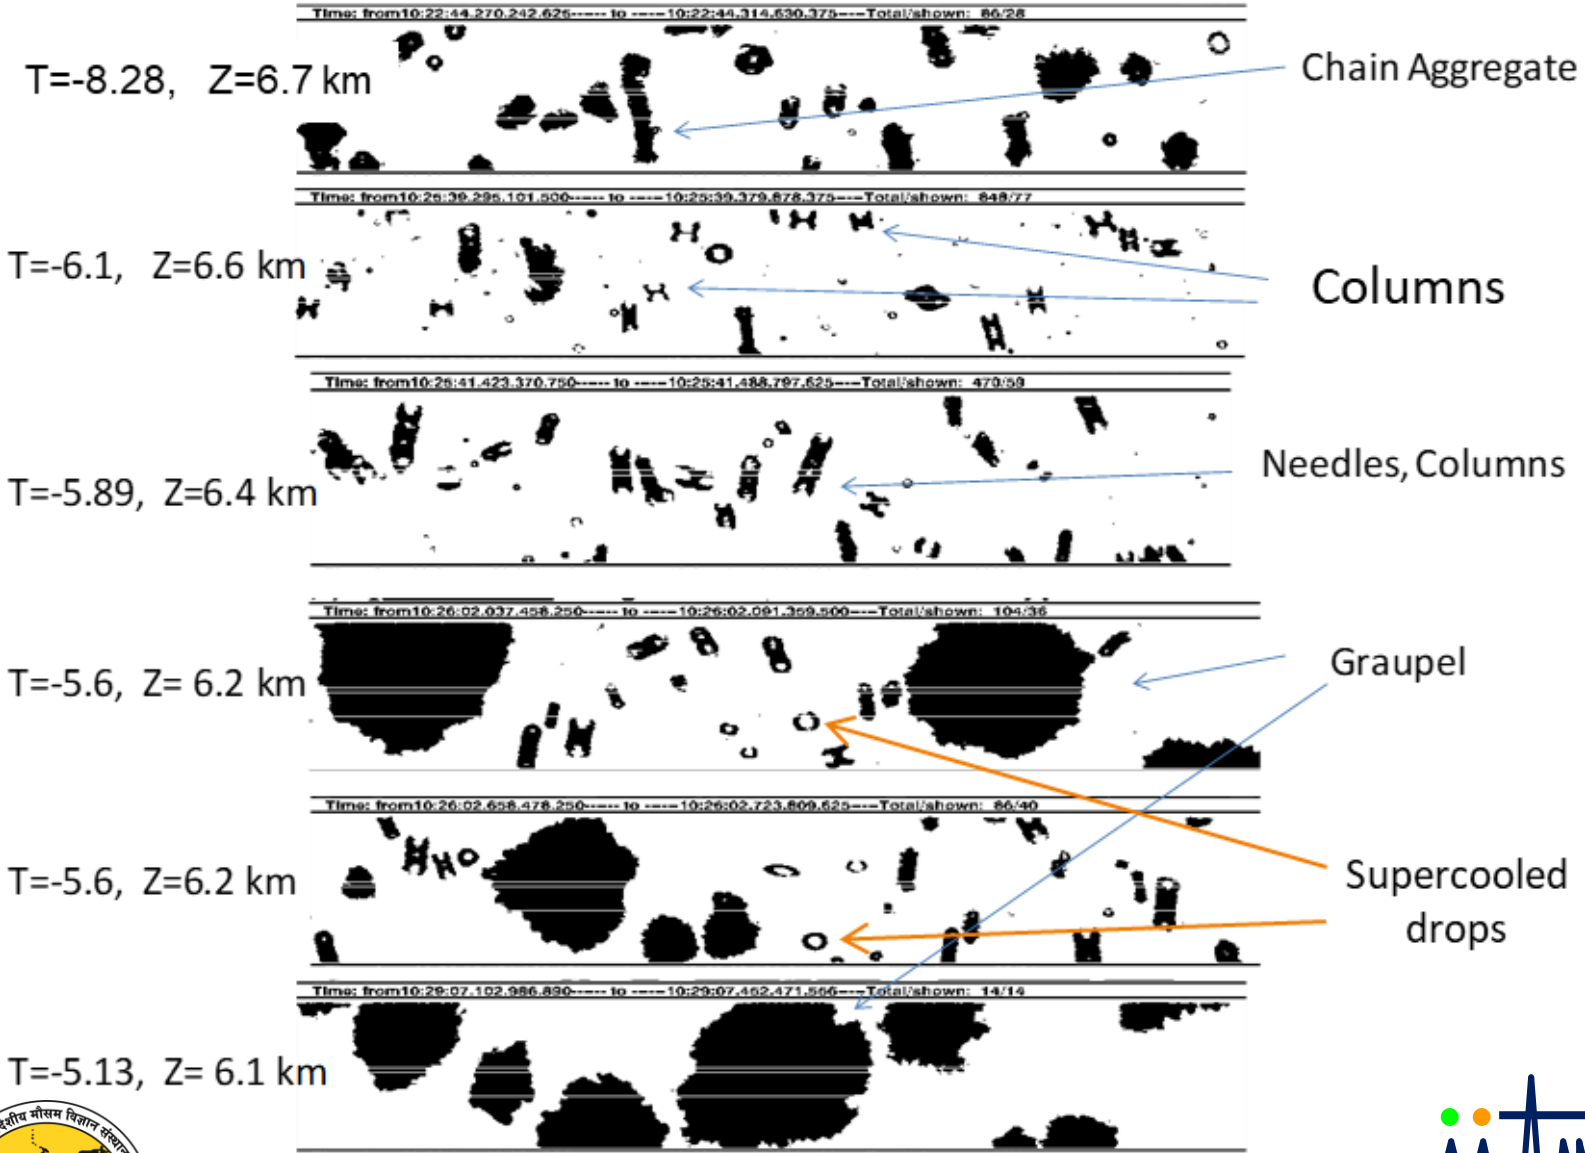 Time: from10:22:44.270.242.625------ to -----10:22:44.314.630.375----Total/shown: 86/28
T=-8.28, Z=6.7 km
Chain Aggregate
Time: from10:25:39.295.101.500------ to -----10:25:39.379.878.375----Total/shown: 848/77
T=-6.1, Z=6.6 km
Columns
Time: from10:25:41.423.370.750------ to -----10:25:41.488.797.625----Total/shown: 470/59
T=-5.89, Z=6.4 km
Needles, Columns
Time: from10:26:02.037.458.250------ to -----10:26:02.091.359.500----Total/shown: 104/36
T=-5.6, Z= 6.2 km
Graupel
Time: from10:26:02.658.478.250------ to -----10:26:02.723.809.625----Total/shown: 86/40
T=-5.6, Z=6.2 km
Supercooled
drops
Time: from10:29:07.102.986.890------ to -----10:29:07.462.471.566----Total/shown: 14/14
T=-5.13, Z= 6.1 km
मौसम विज्ञान